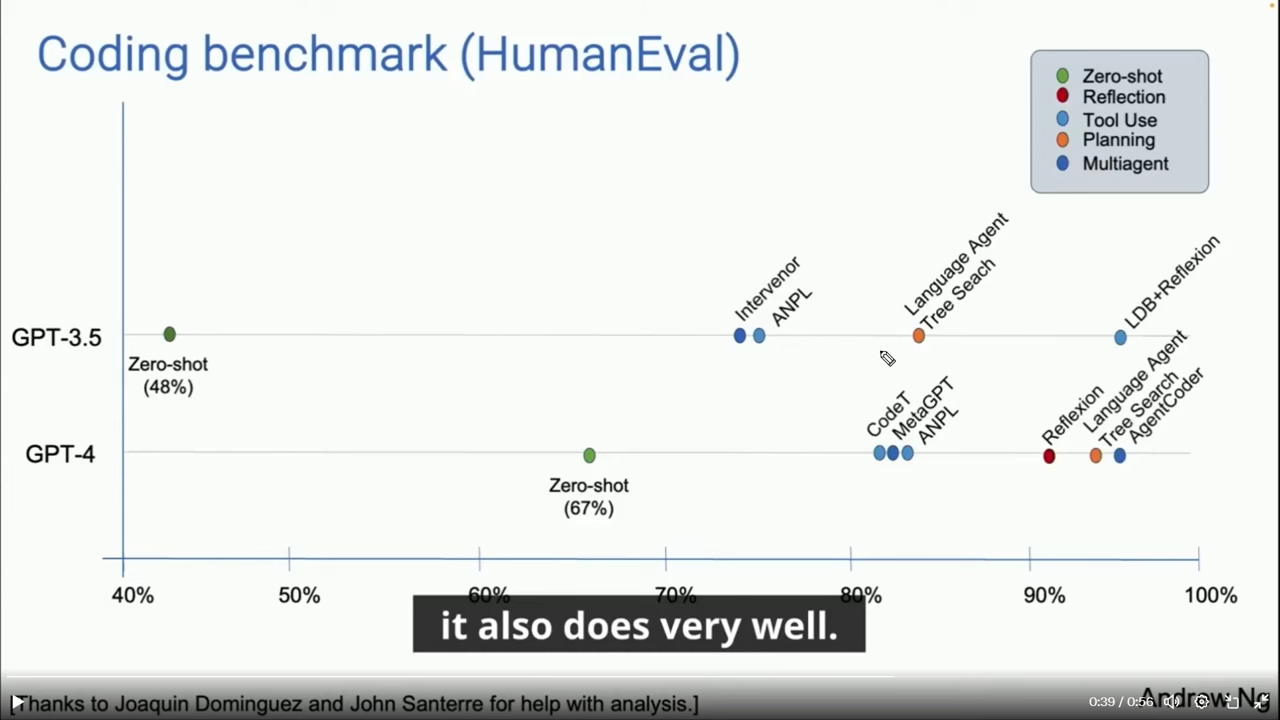 Coding benchmark (HumanEval)
Zero-shot
Reflection
Tool Use
Planning
Multiagent
GPT-3.5
Zero-shot
(48%)
Intervenor
ANPL
Language Agent
Tree Seach
LDB+Reflexion
GPT-4
Zero-shot
(67%)
CodeT
MetaGPT
ANPL
Reflexion
Language Agent
Tree Search
AgentCoder
40%
50%
60%
70%
80%
90%
100%
it also does very well.
[Thanks to Joaquin Dominguez and John Santerre for help with analysis.]
Andrew Ng
0:39 / 0:56